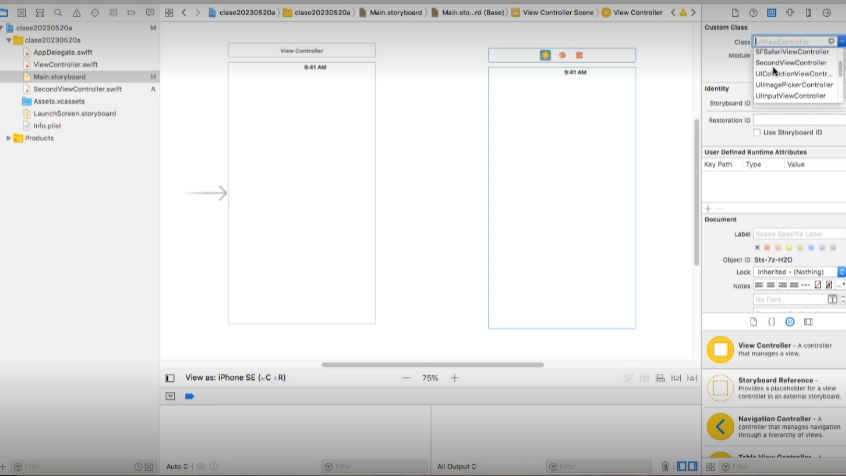 clase20230520a
clase20230520a
AppDelegate.swift
ViewController.swift
Main.storyboard
M
SecondViewController.swift
A
Assets.xcassets
LaunchScreen.storyboard
Info.plist
Products
clase20230520a
clase20230520a
Main.storyboard
Main.sto...rd (Base)
View Controller Scene
View Controller
View Controller
9:41 AM
9:41 AM
View as: iPhone SE (wC hR)
75%
Auto
Filter
All Output
Filter
Filter
Filter
Custom Class
Class
UIViewController
Module
SFSafariViewController
SecondViewController
UICollectionViewContr...
UIImagePickerController
UIInputViewController
Identity
Storyboard ID
Restoration ID
Use Storyboard ID
User Defined Runtime Attributes
Key Path
Type
Value
Document
Label
Xcode Specific Label
Object ID
Sts-7z-H2O
Lock
Inherited - (Nothing)
Notes
No Font
View Controller - A controller
that manages a view.
Storyboard Reference -
Provides a placeholder for a view
controller in an external storyboard.
Navigation Controller - A
controller that manages navigation
through a hierarchy of views.